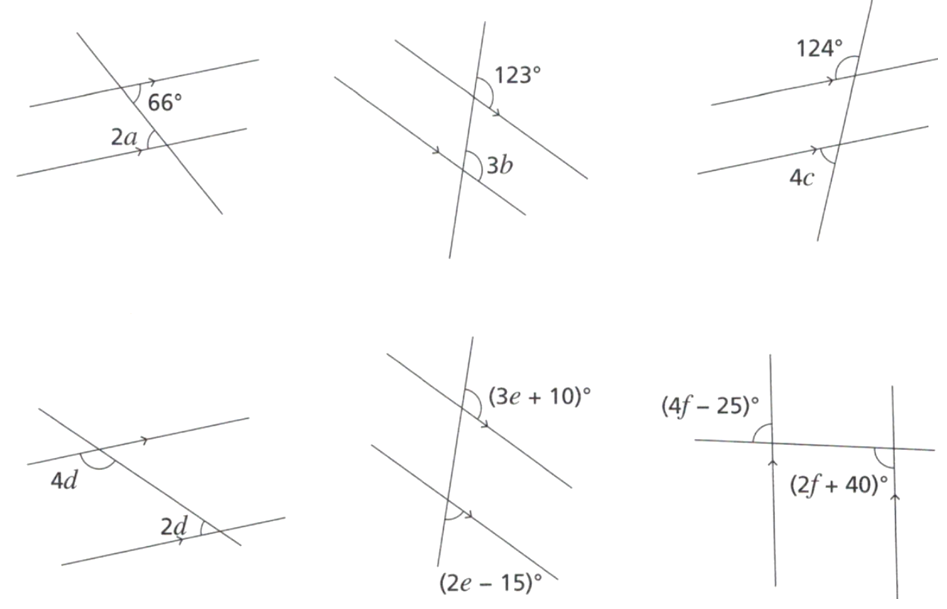 66°
2a
123°
3b
124°
4c
4d
2d
(3e + 10)°
(2e − 15)°
(4f − 25)°
(2f + 40)°